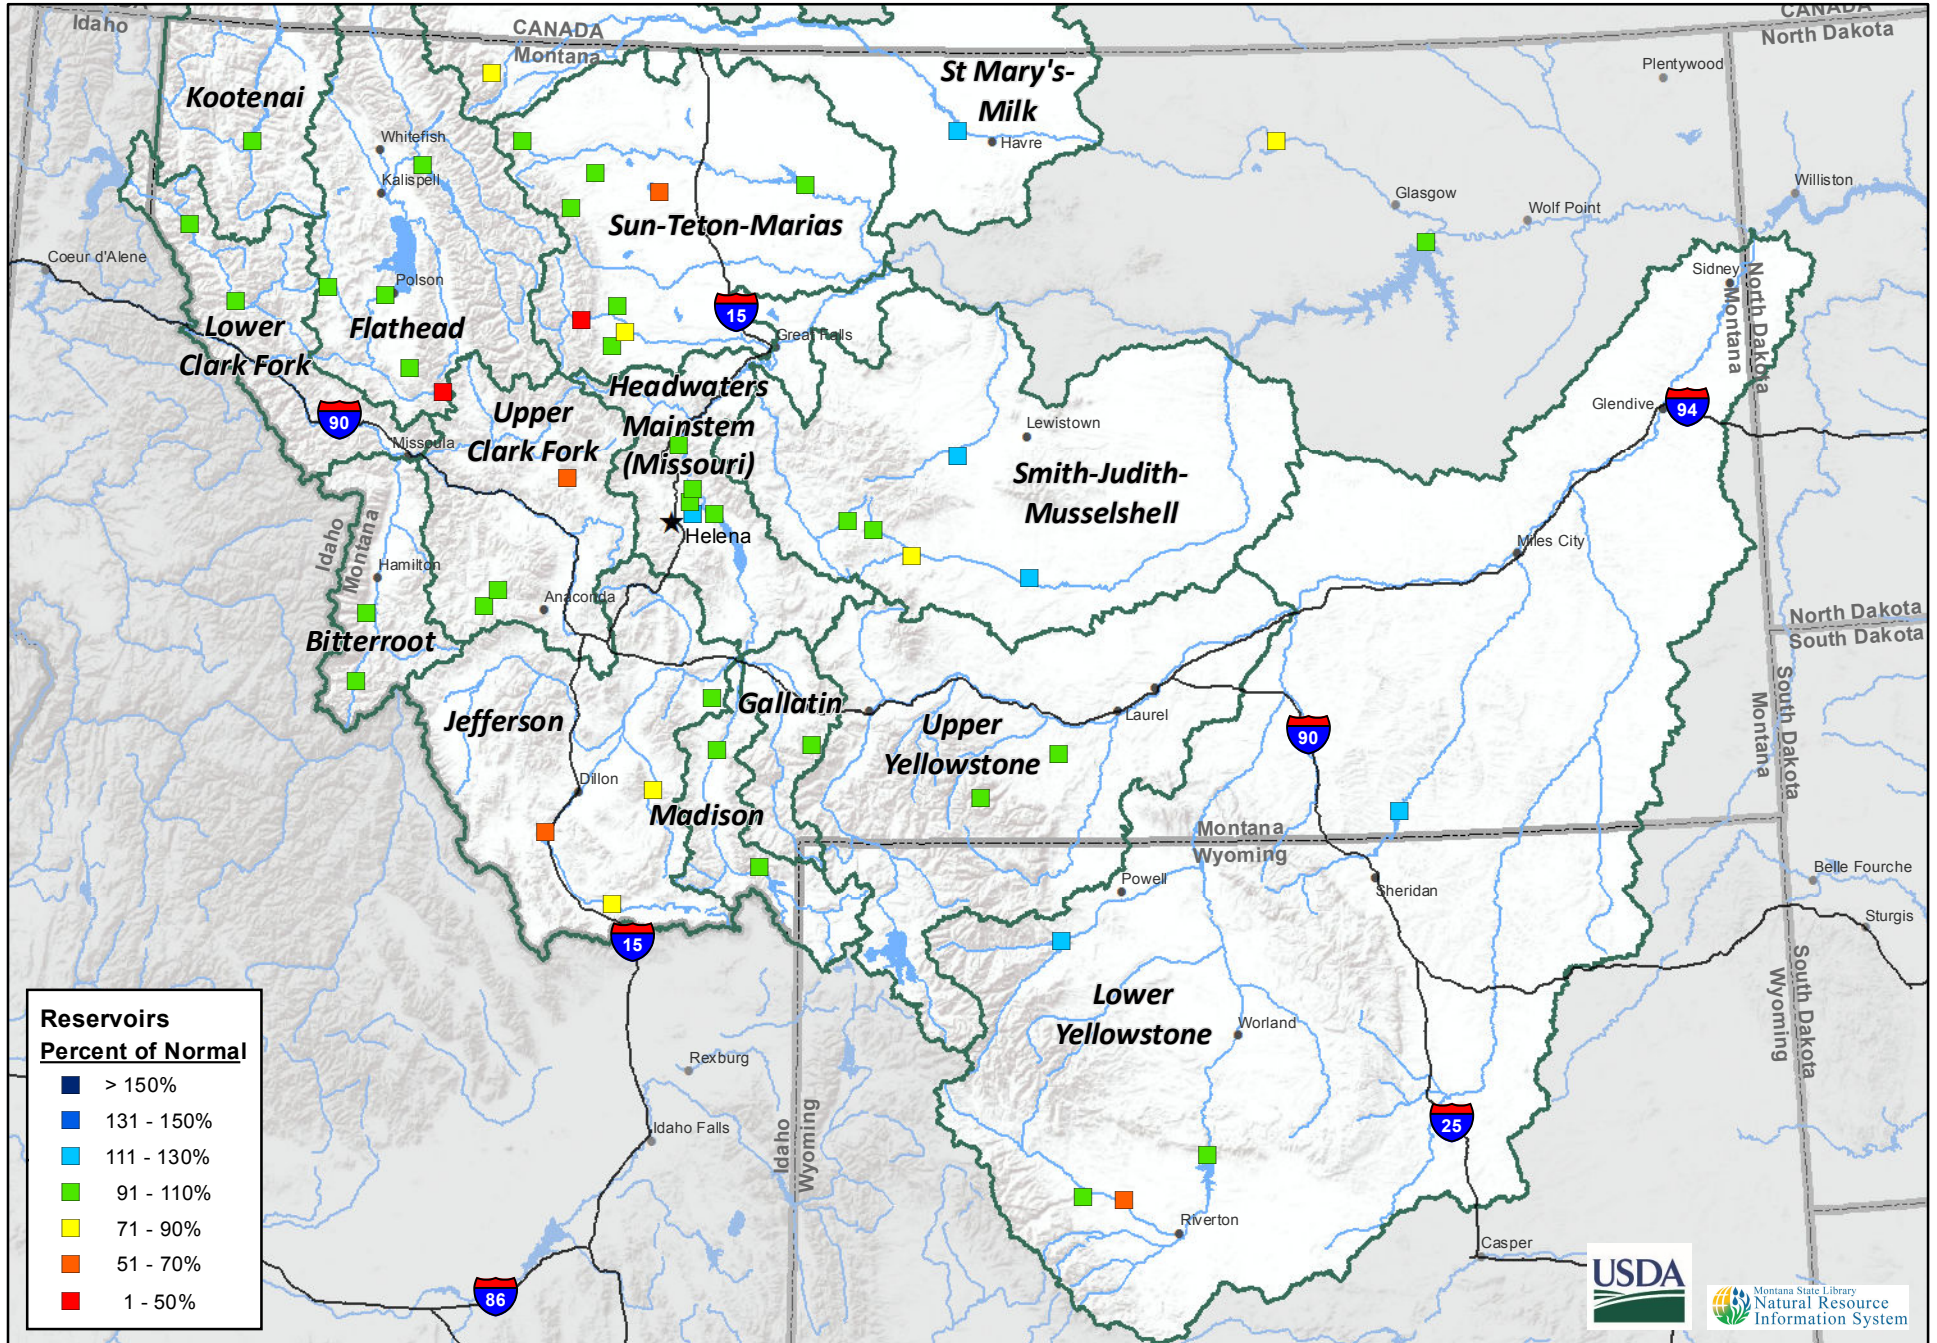 CANADA
Idaho
CANADA
Montana
CANADA
North Dakota
Plentywood
Kootenai
St Mary's-
Milk
Whitefish
Havre
Kalispell
Glasgow
Wolf Point
Williston
Sun-Teton-Marias
Coeur d'Alene
Polson
Sidney
North Dakota
Montana
Lower
Clark Fork
Flathead
15
Great Falls
Headwaters
Mainstem
(Missouri)
Upper
Clark Fork
90
Missoula
Lewistown
Glendive
94
Smith-Judith-
Musselshell
Helena
Idaho
Montana
Hamilton
Anaconda
Miles City
Bitterroot
North Dakota
South Dakota
Jefferson
Gallatin
Upper
Yellowstone
Laurel
90
South Dakota
Montana
Dillon
Madison
Montana
Wyoming
Powell
Sheridan
Belle Fourche
Sturgis
15
Lower
Yellowstone
Worland
South Dakota
Wyoming
Rexburg
Idaho Falls
Idaho
Wyoming
25
Riverton
Casper
86
Reservoirs
Percent of Normal
> 150%
131 - 150%
111 - 130%
91 - 110%
71 - 90%
51 - 70%
1 - 50%
USDA
Montana State Library
Natural Resource
Information System